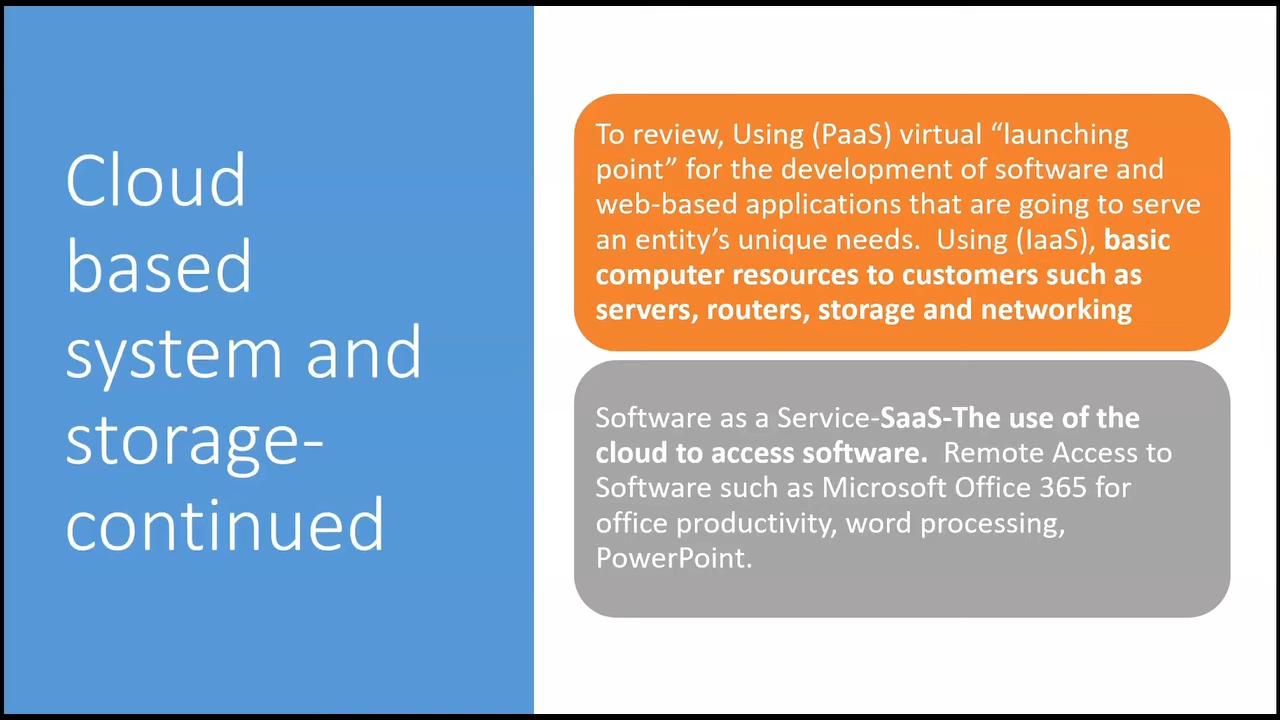 Cloud
based
system and
storage-
continued
To review, Using (PaaS) virtual “launching
point” for the development of software and
web-based applications that are going to serve
an entity’s unique needs.  Using (IaaS), basic
computer resources to customers such as
servers, routers, storage and networking
Software as a Service-SaaS-The use of the
cloud to access software.  Remote Access to
Software such as Microsoft Office 365 for
office productivity, word processing,
PowerPoint.